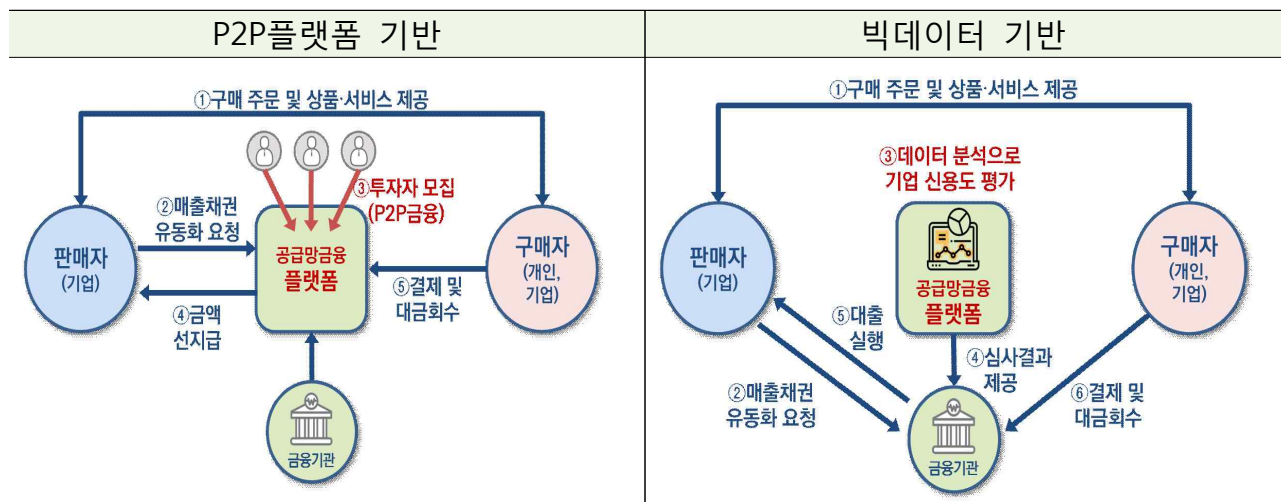 P2P플랫폼 기반
①구매 주문 및 상품·서비스 제공
③투자자 모집
(P2P금융)
②매출채권
유동화 요청
판매자
(기업)
공급망금융
플랫폼
구매자
(개인,
기업)
④금액
선지급
⑤결제 및
대금회수
금융기관
빅데이터 기반
①구매 주문 및 상품·서비스 제공
③데이터 분석으로
기업 신용도 평가
판매자
(기업)
공급망금융
플랫폼
구매자
(개인,
기업)
⑤대출
실행
④심사결과
제공
②매출채권
유동화 요청
⑥결제 및
대금회수
금융기관